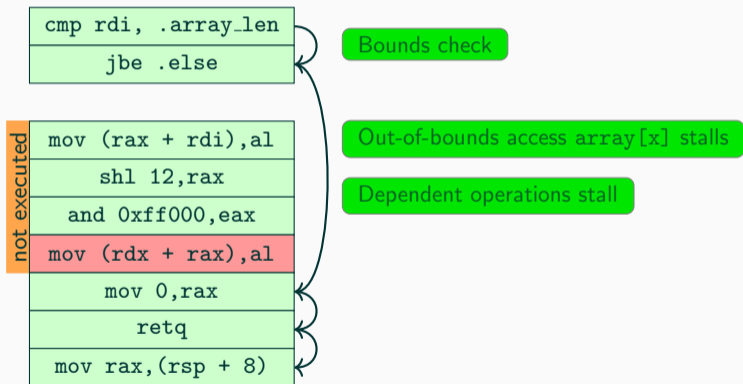 cmp rdi, .array_len
Bounds check
jbe .else
not executed
mov (rax + rdi),al
Out-of-bounds access array[x] stalls
shl 12,rax
Dependent operations stall
and 0xff000,eax
mov (rdx + rax),al
mov 0,rax
retq
mov rax,(rsp + 8)